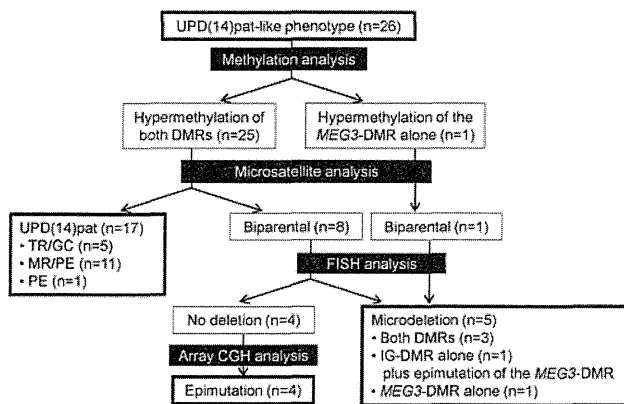 UPD(14)pat-like phenotype (n=26)
Methylation analysis
Hypermethylation of
both DMRs (n=25)
Hypermethylation of the
MEG3-DMR alone (n=1)
Microsatellite analysis
UPD(14)pat (n=17)
• TR/GC (n=5)
• MR/PE (n=11)
• PE (n=1)
Biparental (n=8)
Biparental (n=1)
FISH analysis
No deletion (n=4)
Microdeletion (n=5)
• Both DMRs (n=3)
• IG-DMR alone (n=1)
plus epimutation of the MEG3-DMR
• MEG3-DMR alone (n=1)
Array CGH analysis
Epimutation (n=4)